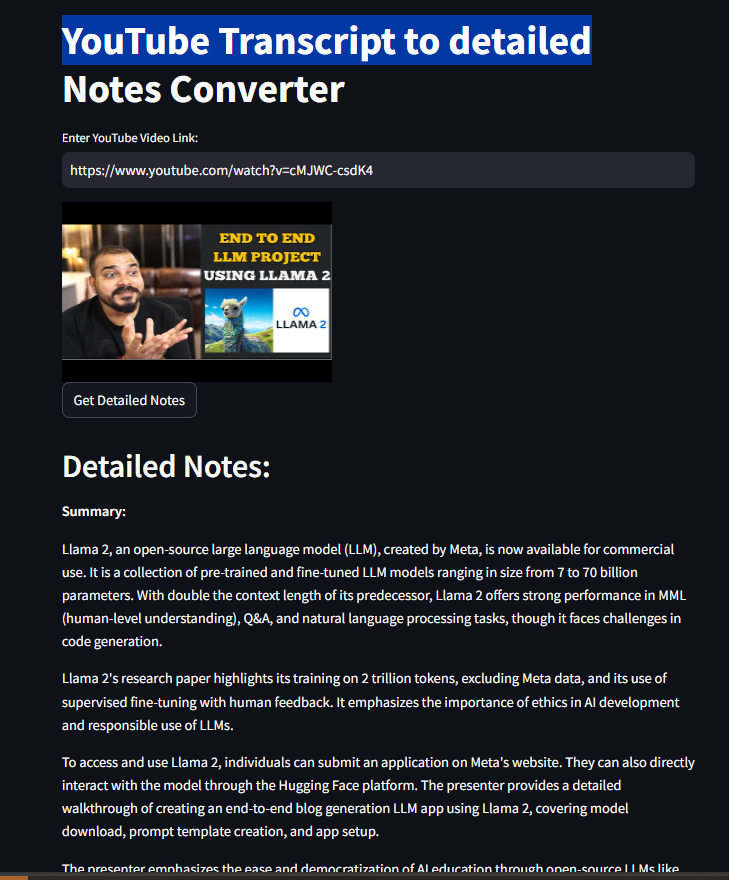 YouTube Transcript to detailed
Notes Converter
Enter YouTube Video Link:
https://www.youtube.com/watch?v=cMJWC-csdK4
END TO END
LLM PROJECT
USING LLAMA 2
LLAMA 2
Get Detailed Notes
Detailed Notes:
Summary:
Llama 2, an open-source large language model (LLM), created by Meta, is now available for commercial
use. It is a collection of pre-trained and fine-tuned LLM models ranging in size from 7 to 70 billion
parameters. With double the context length of its predecessor, Llama 2 offers strong performance in MML
(human-level understanding), Q&A, and natural language processing tasks, though it faces challenges in
code generation.
Llama 2's research paper highlights its training on 2 trillion tokens, excluding Meta data, and its use of
supervised fine-tuning with human feedback. It emphasizes the importance of ethics in AI development
and responsible use of LLMs.
To access and use Llama 2, individuals can submit an application on Meta's website. They can also directly
interact with the model through the Hugging Face platform. The presenter provides a detailed
walkthrough of creating an end-to-end blog generation LLM app using Llama 2, covering model
download, prompt template creation, and app setup.
The presenter emphasizes the ease and democratization of AI education through open-source LLMs like